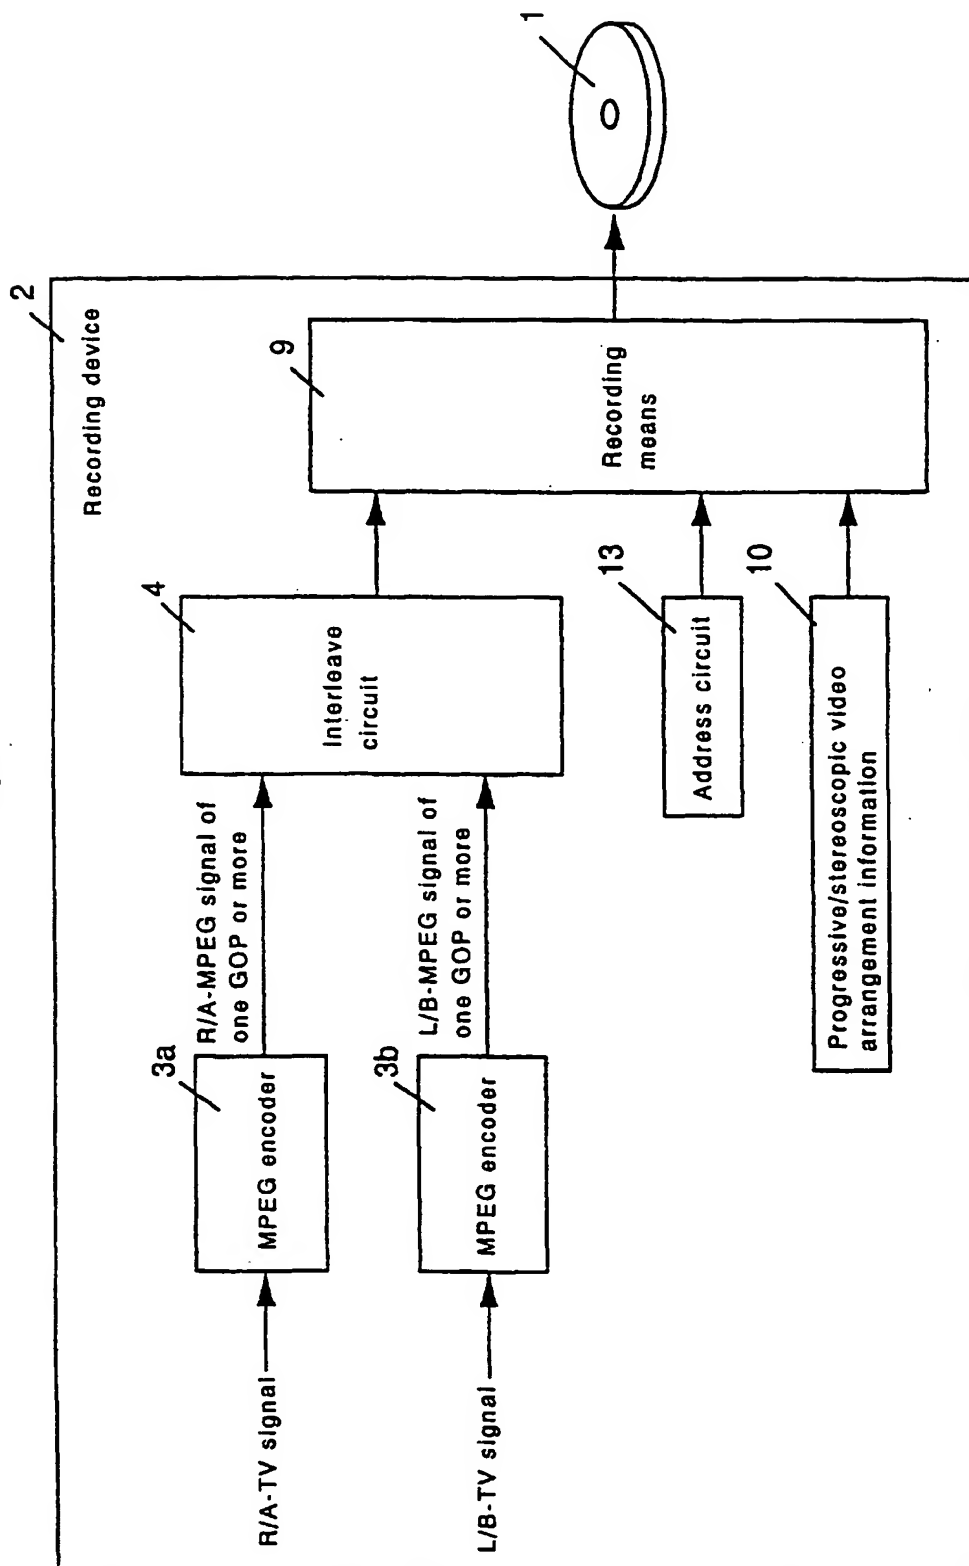 2
Recording device
R/A-TV signal
3a
MPEG encoder
R/A-MPEG signal of
one GOP or more
L/B-TV signal
3b
MPEG encoder
L/B-MPEG signal of
one GOP or more
4
Interleave
circuit
9
Recording
means
1
13
Address circuit
10
Progressive/stereoscopic video
arrangement information